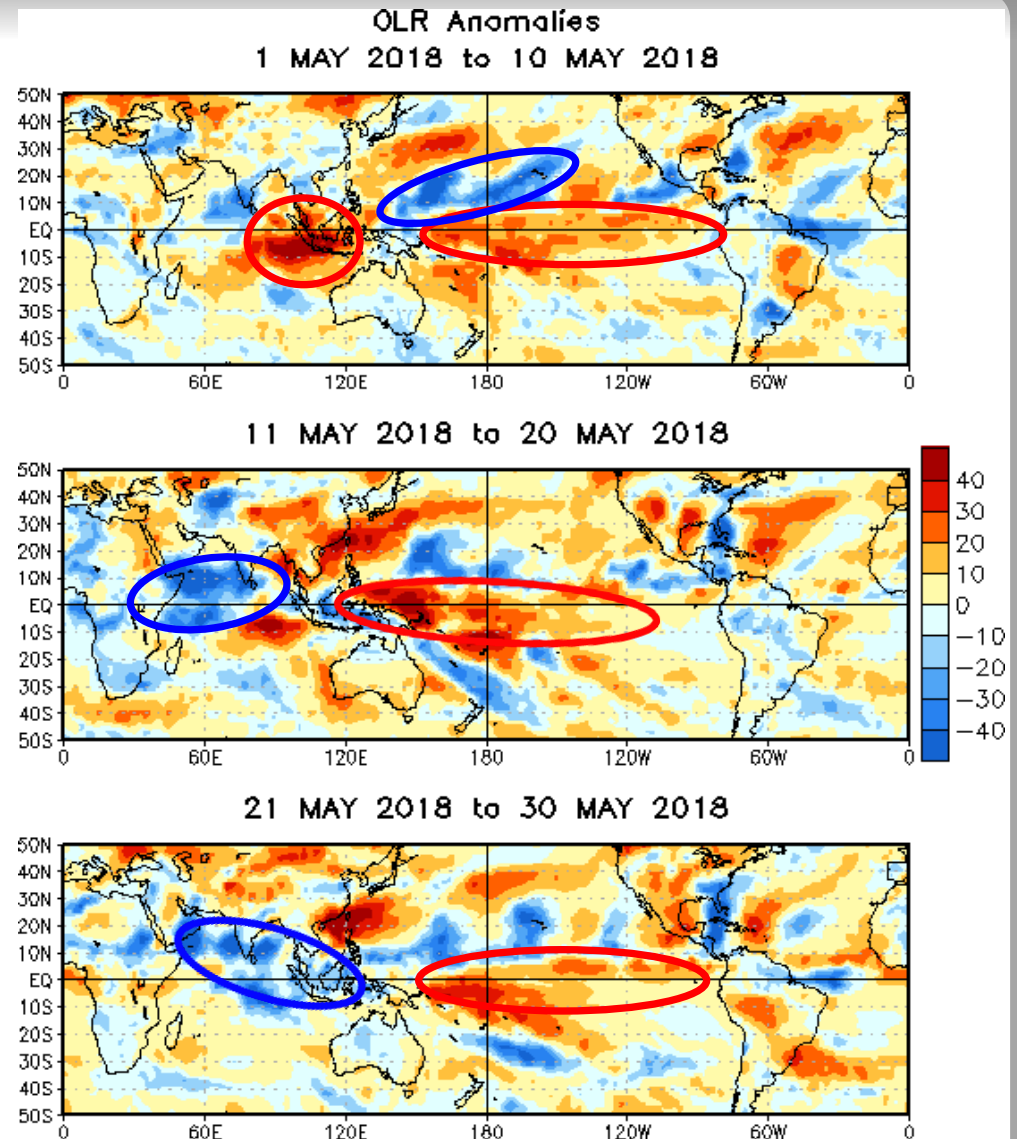 OLR Anomalies
1 MAY 2018 to 10 MAY 2018
50N
40N
30N
20N
10N
EQ
10S
20S
30S
40S
50S
0 60E 120E 180 120W 60W 0
11 MAY 2018 to 20 MAY 2018
50N
40N
30N
20N
10N
EQ
10S
20S
30S
40S
50S
0 60E 120E 180 120W 60W 0
40
30
20
10
0
-10
-20
-30
-40
21 MAY 2018 to 30 MAY 2018
50N
40N
30N
20N
10N
EQ
10S
20S
30S
40S
50S
0 60E 120E 180 120W 60W 0